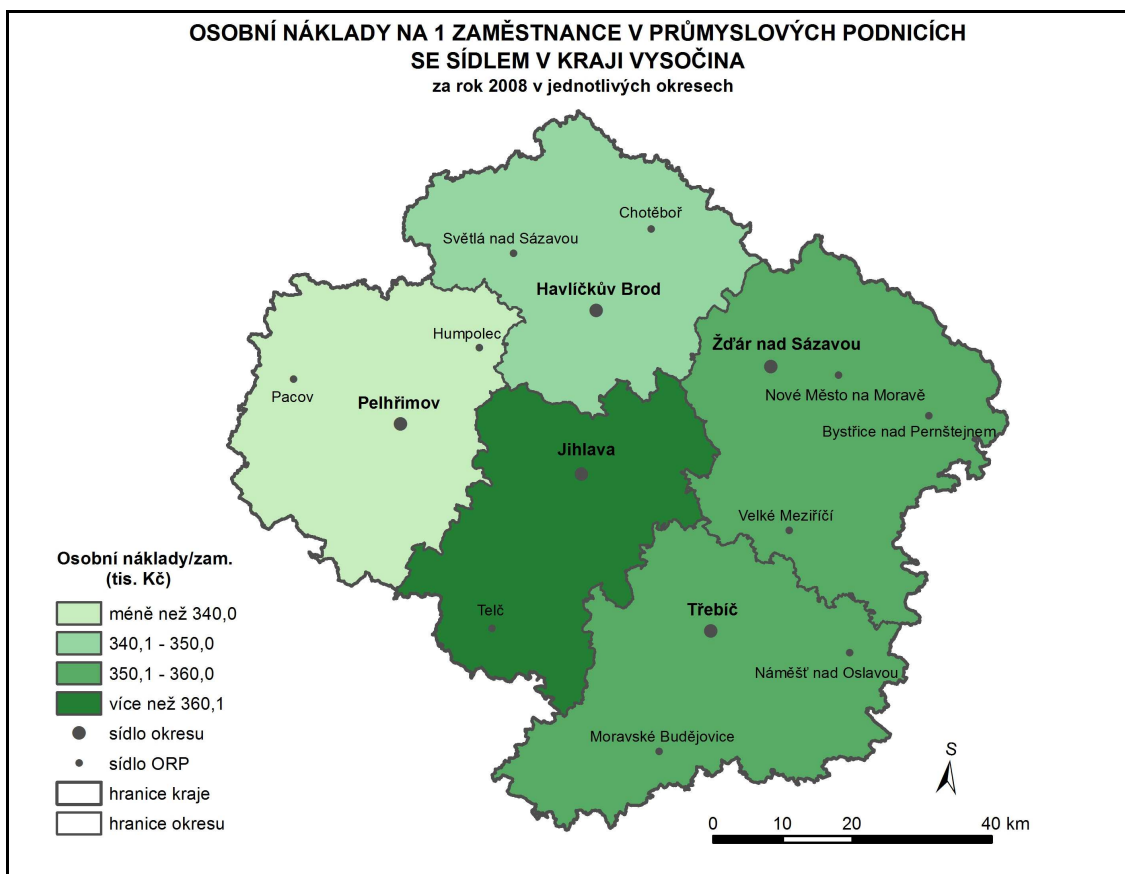 OSOBNÍ NÁKLADY NA 1 ZAMĚSTNANCE V PRŮMYSLOVÝCH PODNICÍCH
SE SÍDLEM V KRAJI VYSOČINA
za rok 2008 v jednotlivých okresech
Chotěboř
Světlá nad Sázavou
Havlíčkův Brod
Humpolec
Žďár nad Sázavou
Pacov
Nové Město na Moravě
Pelhřimov
Bystřice nad Pernštejnem
Jihlava
Velké Meziříčí
Telč
Třebíč
Náměšť nad Oslavou
Moravské Budějovice
Osobní náklady/zam.
(tis. Kč)
méně než 340,0
340,1 - 350,0
350,1 - 360,0
více než 360,1
sídlo okresu
sídlo ORP
hranice kraje
hranice okresu
S
0 10 20 40 km